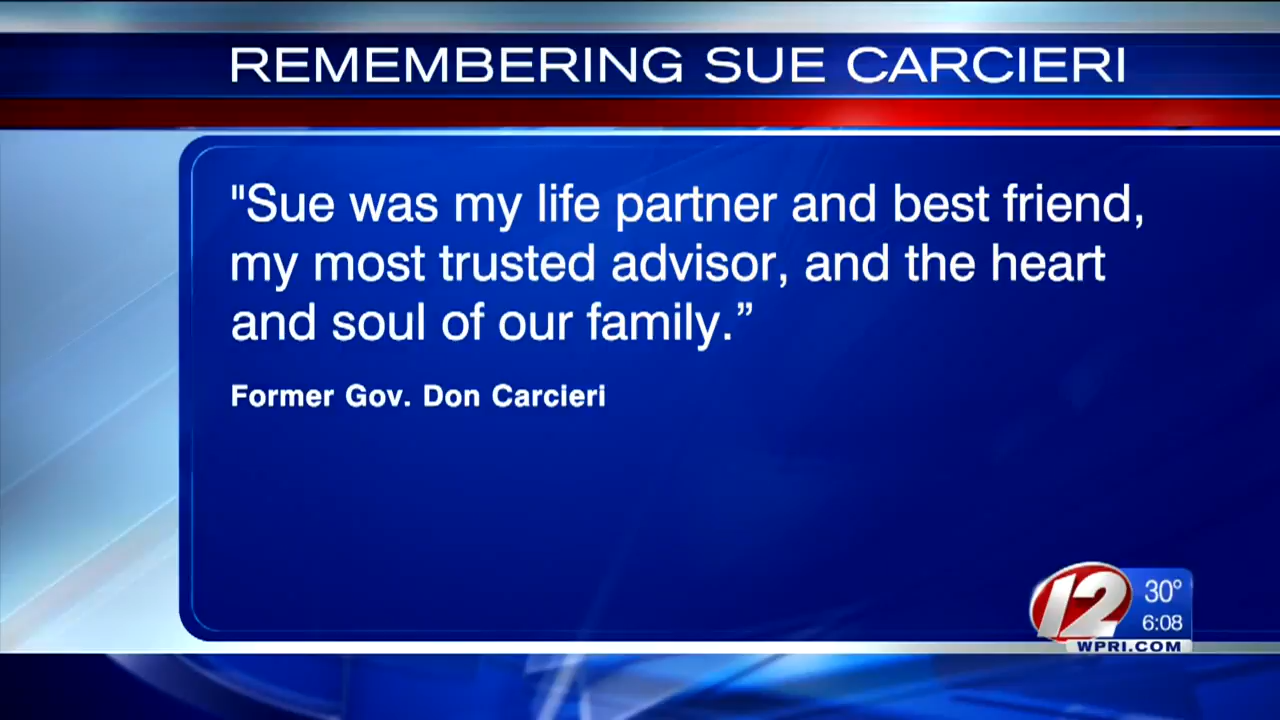 REMEMBERING SUE CARCIERI
"Sue was my life partner and best friend,
my most trusted advisor, and the heart
and soul of our family.”
Former Gov. Don Carcieri
12
30°
6:08
WPRI.COM